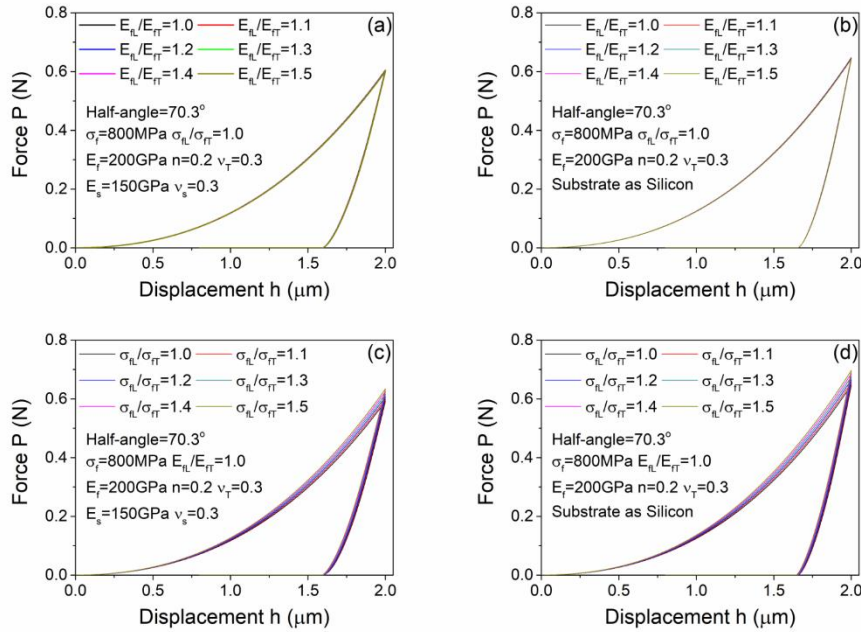 (a)
E_fL/E_fT=1.0 E_fL/E_fT=1.1
E_fL/E_fT=1.2 E_fL/E_fT=1.3
E_fL/E_fT=1.4 E_fL/E_fT=1.5
Half-angle=70.3°
σ_f=800MPa σ_fL/σ_fT=1.0
E_f=200GPa n=0.2 ν_T=0.3
E_s=150GPa ν_s=0.3
Force P (N)
0.8
0.6
0.4
0.2
0.0
0.0 0.5 1.0 1.5 2.0
Displacement h (μm)
(b)
E_fL/E_fT=1.0 E_fL/E_fT=1.1
E_fL/E_fT=1.2 E_fL/E_fT=1.3
E_fL/E_fT=1.4 E_fL/E_fT=1.5
Half-angle=70.3°
σ_f=800MPa σ_fL/σ_fT=1.0
E_f=200GPa n=0.2 ν_T=0.3
Substrate as Silicon
Force P (N)
0.8
0.6
0.4
0.2
0.0
0.0 0.5 1.0 1.5 2.0
Displacement h (μm)
(c)
σ_fL/σ_fT=1.0 σ_fL/σ_fT=1.1
σ_fL/σ_fT=1.2 σ_fL/σ_fT=1.3
σ_fL/σ_fT=1.4 σ_fL/σ_fT=1.5
Half-angle=70.3°
σ_f=800MPa E_fL/E_fT=1.0
E_f=200GPa n=0.2 ν_T=0.3
E_s=150GPa ν_s=0.3
Force P (N)
0.8
0.6
0.4
0.2
0.0
0.0 0.5 1.0 1.5 2.0
Displacement h (μm)
(d)
σ_fL/σ_fT=1.0 σ_fL/σ_fT=1.1
σ_fL/σ_fT=1.2 σ_fL/σ_fT=1.3
σ_fL/σ_fT=1.4 σ_fL/σ_fT=1.5
Half-angle=70.3°
σ_f=800MPa E_fL/E_fT=1.0
E_f=200GPa n=0.2 ν_T=0.3
Substrate as Silicon
Force P (N)
0.8
0.6
0.4
0.2
0.0
0.0 0.5 1.0 1.5 2.0
Displacement h (μm)